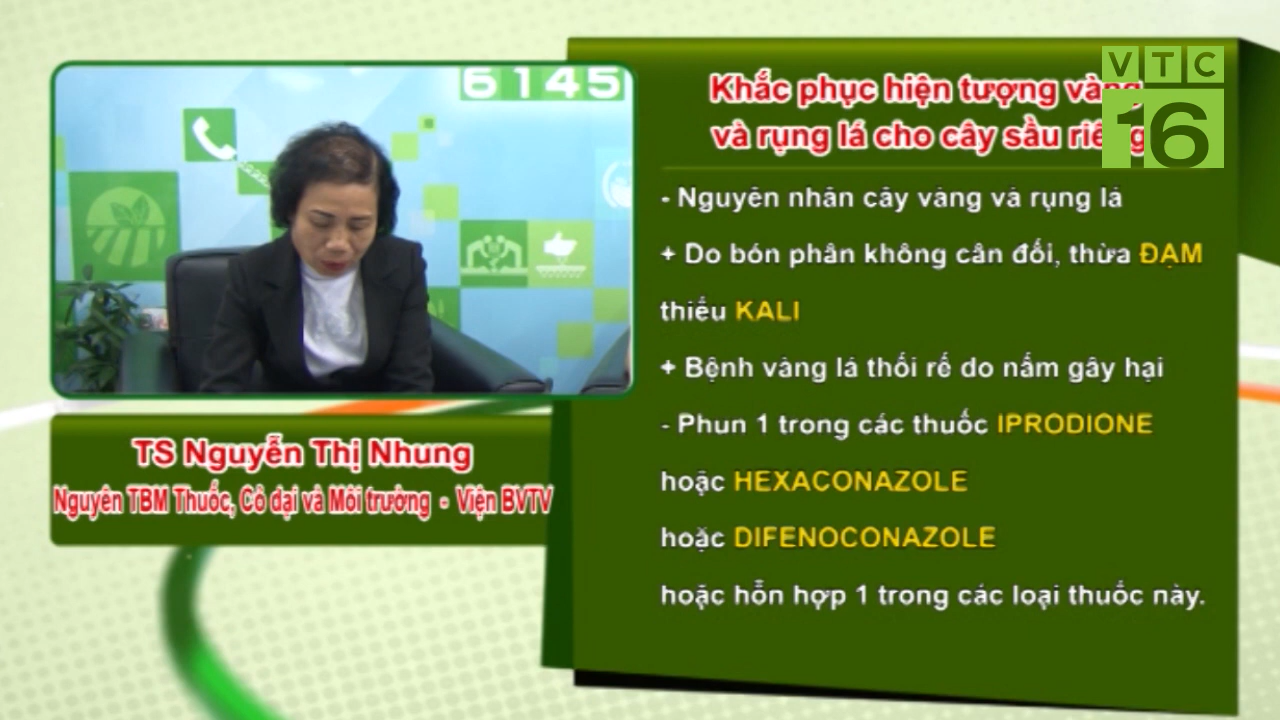 6145
VTC
16
Khắc phục hiện tượng vàng
và rụng lá cho cây sầu riêng
- Nguyên nhân cây vàng và rụng lá
+ Do bón phân không cân đối, thừa ĐẠM
thiếu KALI
+ Bệnh vàng lá thối rễ do nấm gây hại
- Phun 1 trong các thuốc IPRODIONE
hoặc HEXACONAZOLE
hoặc DIFENOCONAZOLE
hoặc hỗn hợp 1 trong các loại thuốc này.
TS Nguyễn Thị Nhung
Nguyên TBM Thuốc, Cỏ dại và Môi trường - Viện BVTV